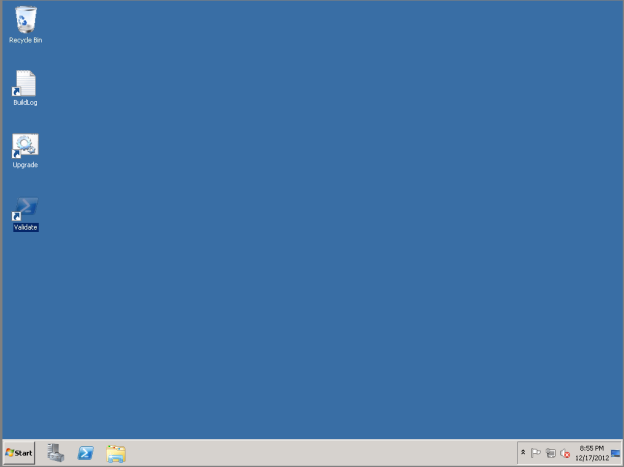 Recycle Bin
BuildLog
Upgrade
Validate
Start
8:55 PM
12/17/2012